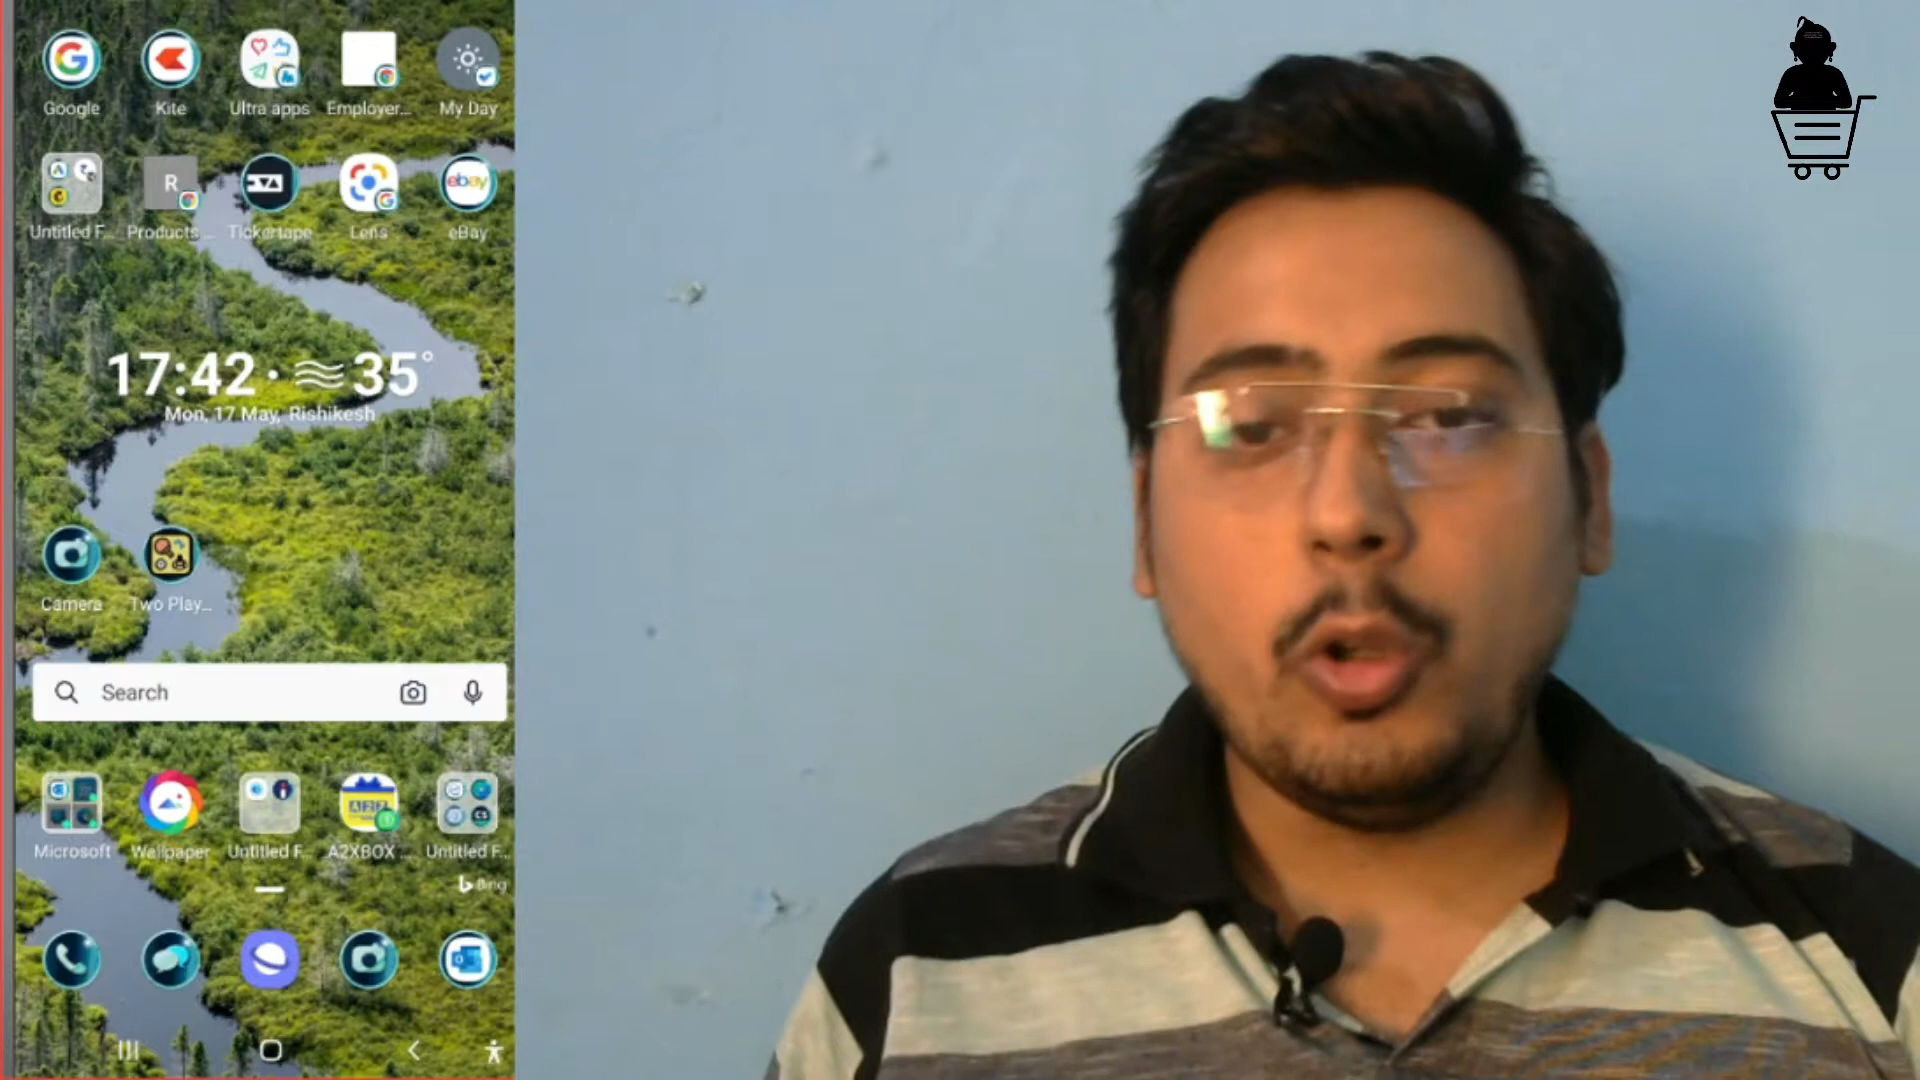 Google Kite Ultra apps Employer... My Day
Untitled F... Products ... Tickertape Lens eBay
R
ebay
17:42 · 35°
Mon, 17 May, Rishikesh
Camera Two Play...
Search
Microsoft Wallpaper Untitled F... A2XBOX ... Untitled F...
Bing